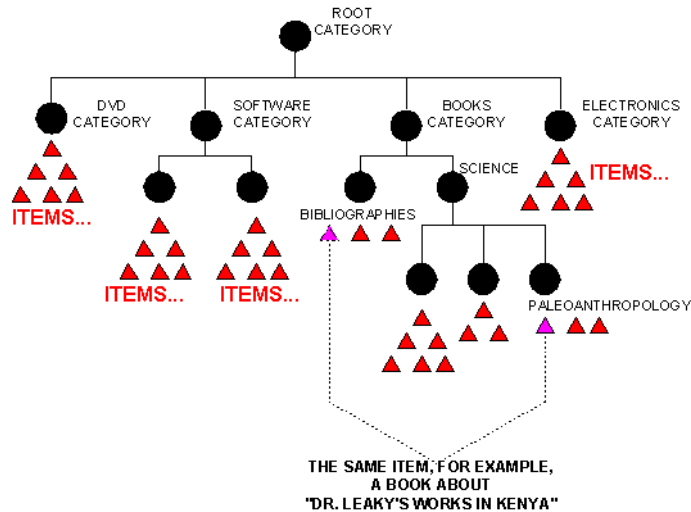 ROOT
CATEGORY
DVD
CATEGORY
SOFTWARE
CATEGORY
BOOKS
CATEGORY
ELECTRONICS
CATEGORY
ITEMS...
SCIENCE
ITEMS...
BIBLIOGRAPHIES
ITEMS...
ITEMS...
PALEOANTHROPOLOGY
THE SAME ITEM, FOR EXAMPLE,
A BOOK ABOUT
"DR. LEAKY'S WORKS IN KENYA"